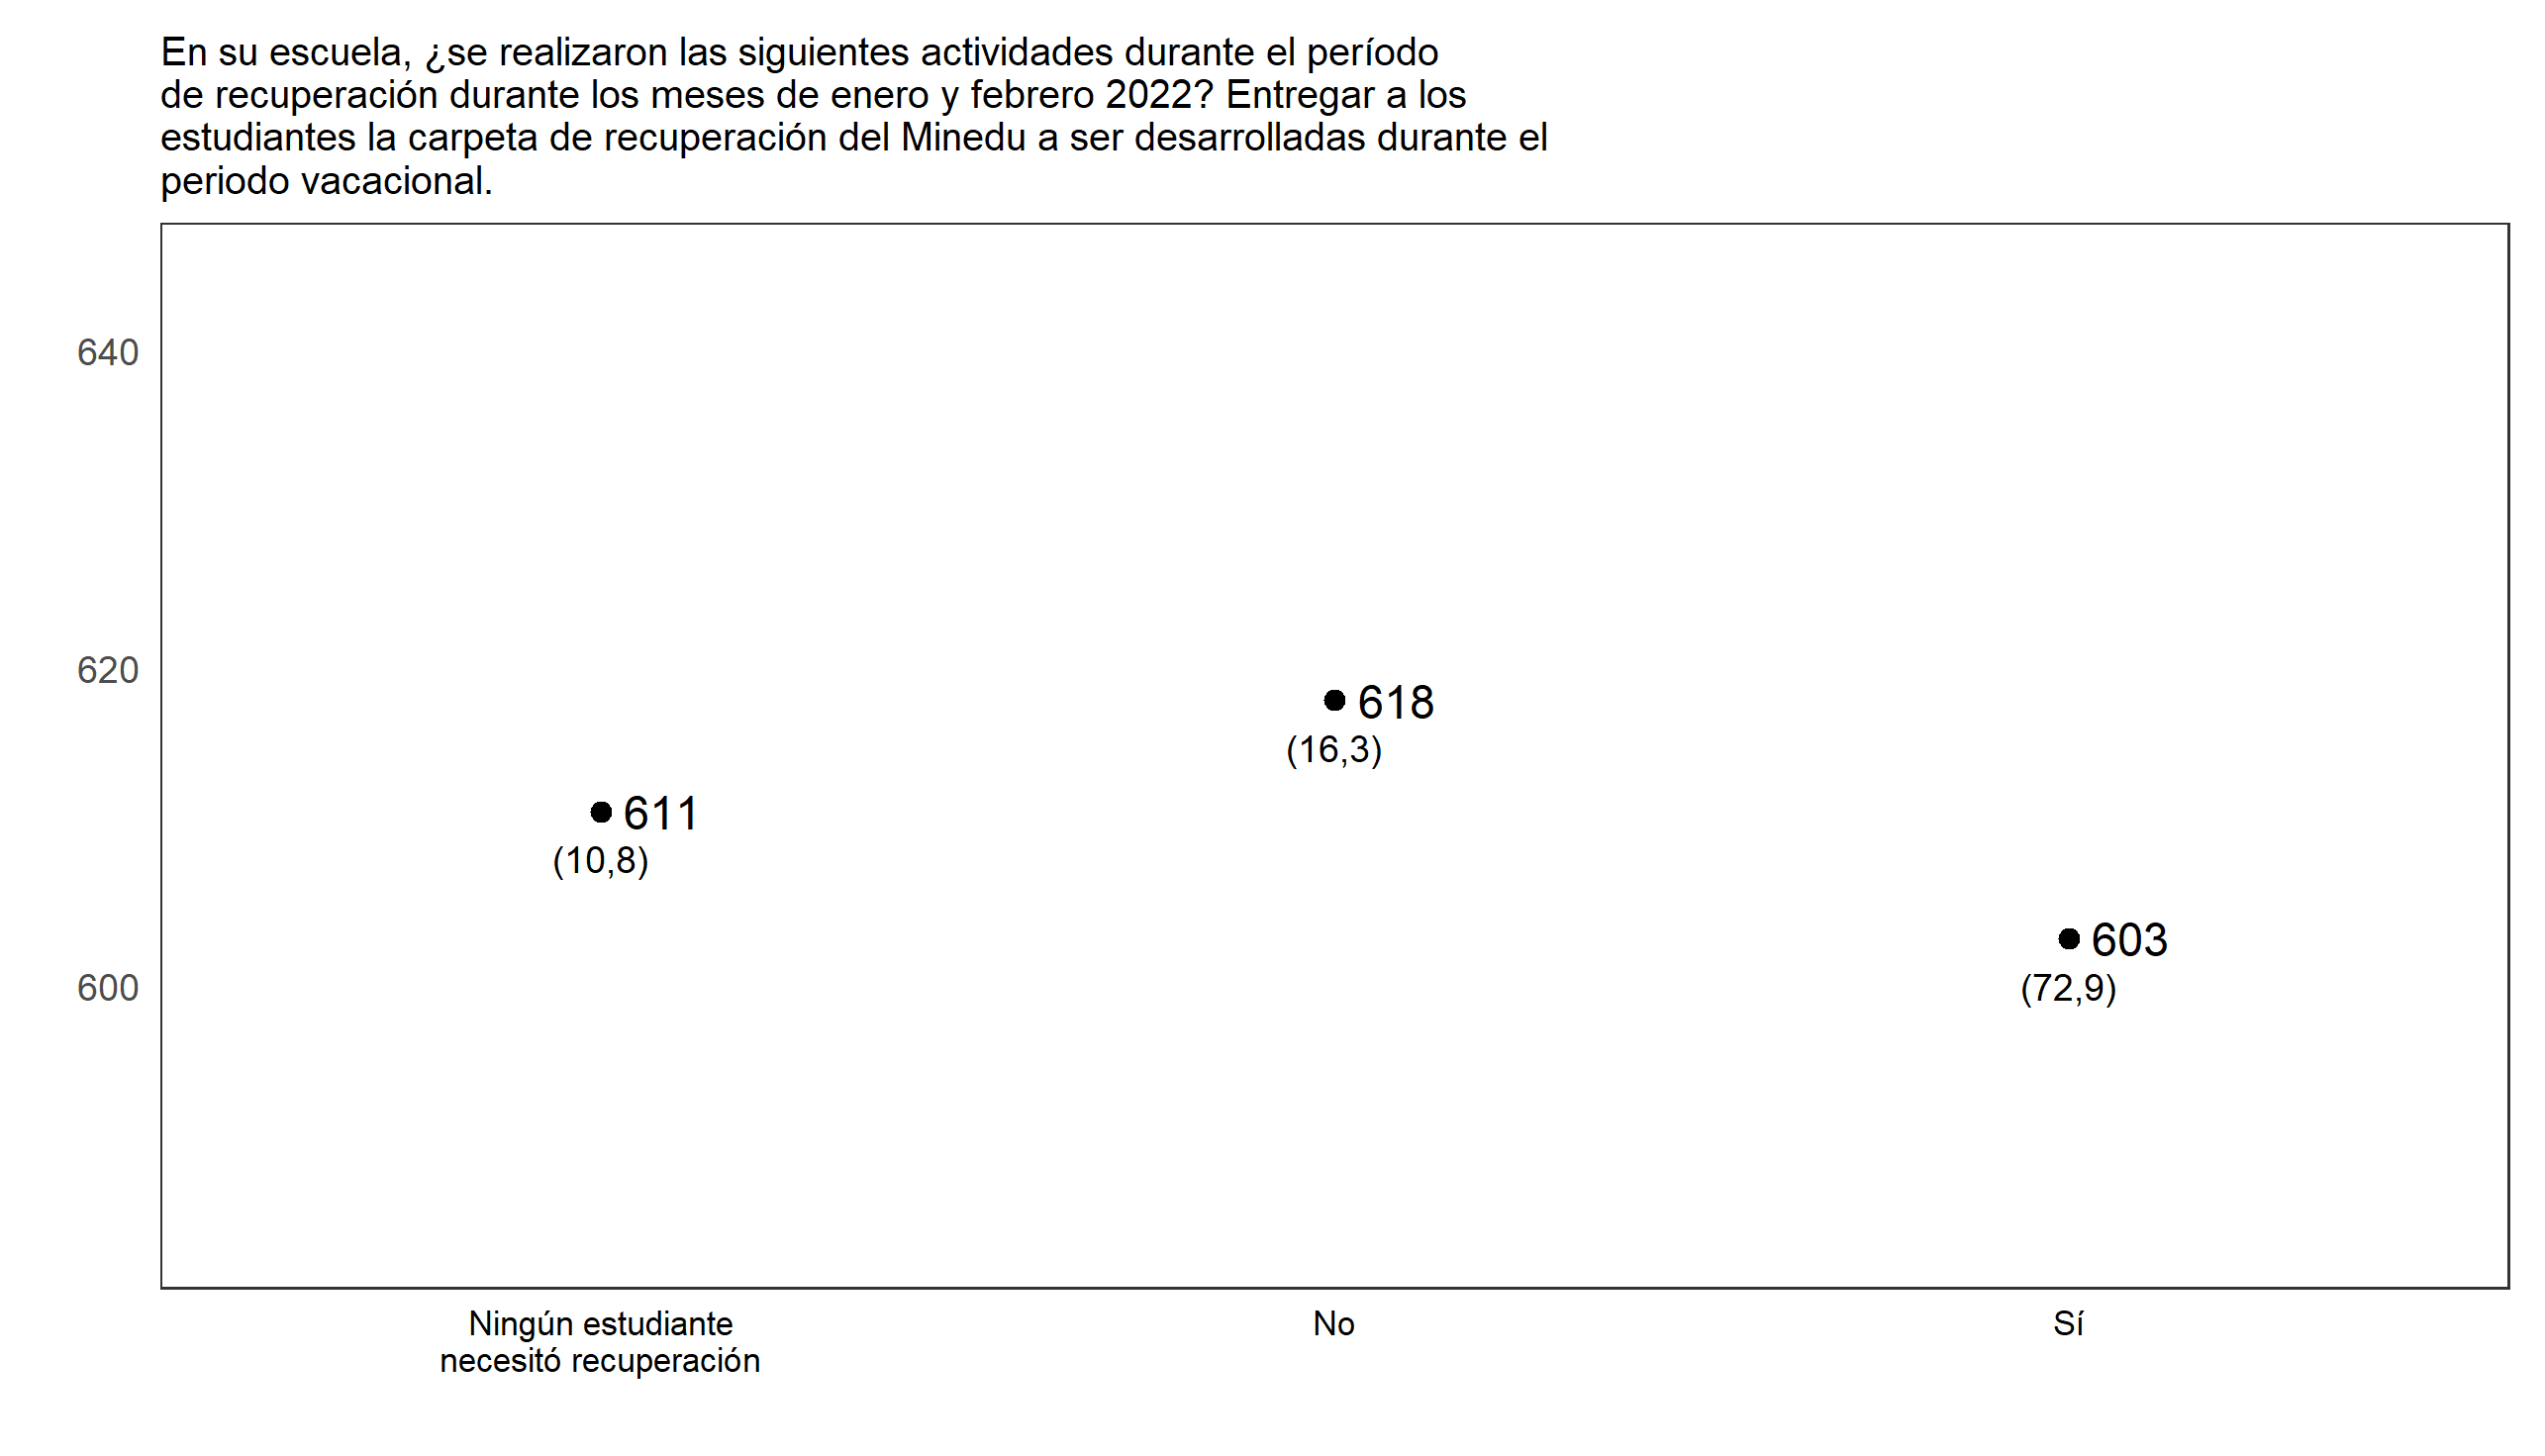 En su escuela, ¿se realizaron las siguientes actividades durante el período
de recuperación durante los meses de enero y febrero 2022? Entregar a los
estudiantes la carpeta de recuperación del Minedu a ser desarrolladas durante el
periodo vacacional.
640
620
600
618
(16,3)
611
(10,8)
603
(72,9)
Ningún estudiante
necesitó recuperación
No
Sí